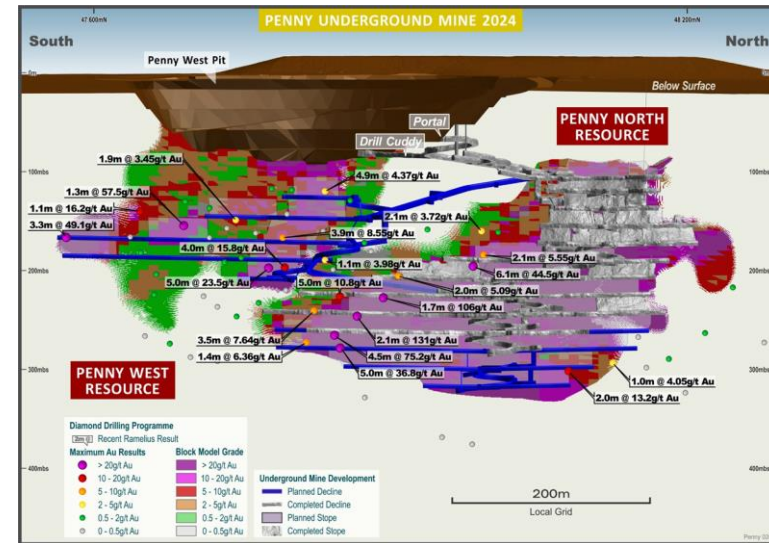 PENNY UNDERGROUND MINE 2024
47 600mN
48 200mN
South
North
Penny West Pit
0m
0m
Below Surface
Portal
Drill Cuddy
PENNY NORTH
RESOURCE
1.9m @ 3.45g/t Au
100mbs
100mbs
4.9m @ 4.37g/t Au
1.3m @ 57.5g/t Au
1.1m @ 16.2g/t Au
2.1m @ 3.72g/t Au
3.3m @ 49.1g/t Au
3.9m @ 8.55g/t Au
4.0m @ 15.8g/t Au
2.1m @ 5.55g/t Au
1.1m @ 3.98g/t Au
6.1m @ 44.5g/t Au
200mbs
200mbs
5.0m @ 23.5g/t Au
5.0m @ 10.8g/t Au
2.0m @ 5.09g/t Au
1.7m @ 106g/t Au
3.5m @ 7.64g/t Au
2.1m @ 131g/t Au
1.4m @ 6.36g/t Au
4.5m @ 75.2g/t Au
PENNY WEST
RESOURCE
5.0m @ 36.8g/t Au
300mbs
300mbs
1.0m @ 4.05g/t Au
2.0m @ 13.2g/t Au
Diamond Drilling Programme
Recent Ramelius Result
Maximum Au Results
Block Model Grade
> 20g/t Au
> 20g/t Au
10 - 20g/t Au
10 - 20g/t Au
5 - 10g/t Au
5 - 10g/t Au
2 - 5g/t Au
2 - 5g/t Au
0.5 - 2g/t Au
0.5 - 2g/t Au
0 - 0.5g/t Au
0 - 0.5g/t Au
Underground Mine Development
Planned Decline
Completed Decline
Planned Stope
Completed Stope
400mbs
400mbs
200m
Local Grid